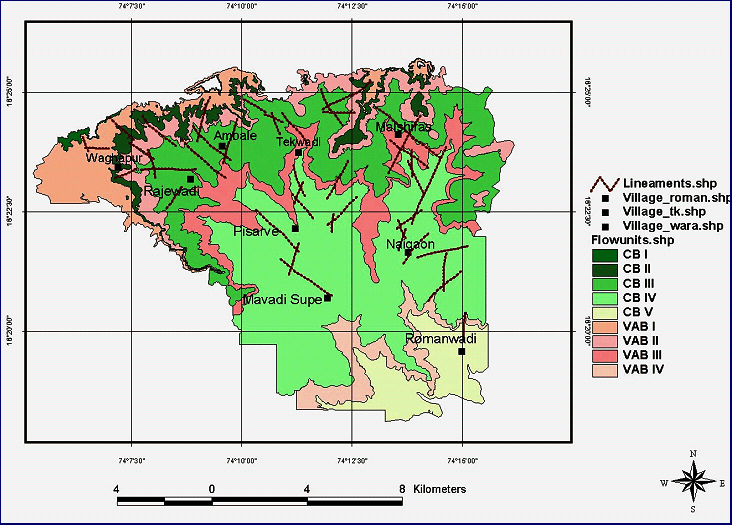 74°7'30" 74°10'00" 74°12'30" 74°15'00"
18°25'00" 18°25'00"
Malshiras
Ambale
Tekwadi
Waghapur
Rajewadi
18°22'30" 18°22'30"
Pisarve
Naigaon
Mavadi Supe
18°20'00" 18°20'00"
Romanwadi
74°7'30" 74°10'00" 74°12'30" 74°15'00"
Lineaments.shp
Village_roman.shp
Village_tk.shp
Village_wara.shp
Flowunits.shp
CB I
CB II
CB III
CB IV
CB V
VAB I
VAB II
VAB III
VAB IV
4 0 4 8 Kilometers
N
W E
S